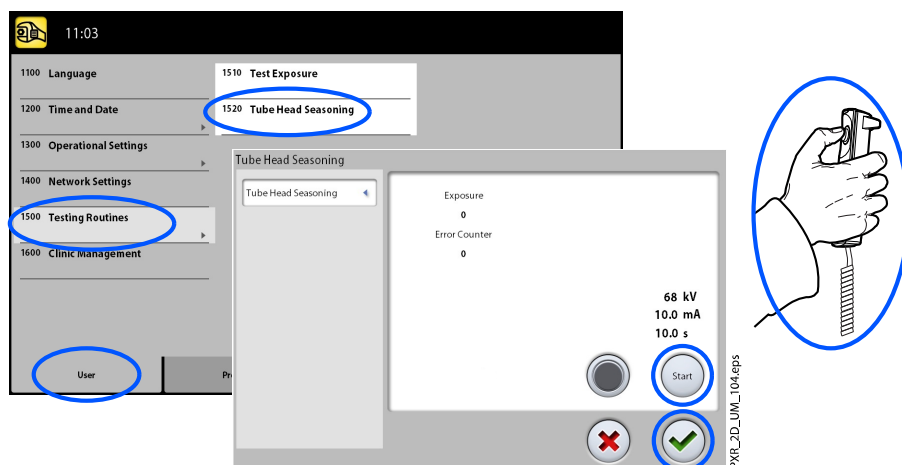 11:03
1100 Language
1200 Time and Date
1300 Operational Settings
1400 Network Settings
1500 Testing Routines
1600 Clinic Management
1510 Test Exposure
1520 Tube Head Seasoning
User
Pr
Tube Head Seasoning
Tube Head Seasoning
Exposure
0
Error Counter
0
68 kV
10.0 mA
10.0 s
Start
PXR_2D_UM_104.eps